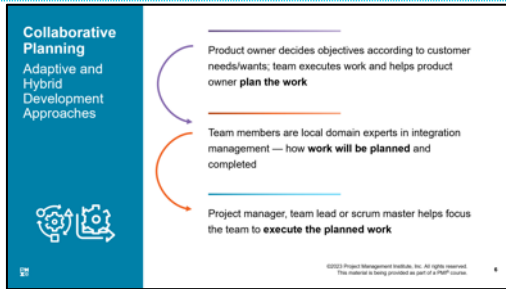 Collaborative
Planning
Adaptive and
Hybrid
Development
Approaches
Product owner decides objectives according to customer
needs/wants; team executes work and helps product
owner plan the work
Team members are local domain experts in integration
management — how work will be planned and
completed
Project manager, team lead or scrum master helps focus
the team to execute the planned work
©2023 Project Management Institute, Inc. All rights reserved.
This material is being provided as part of a PMI® course.
6